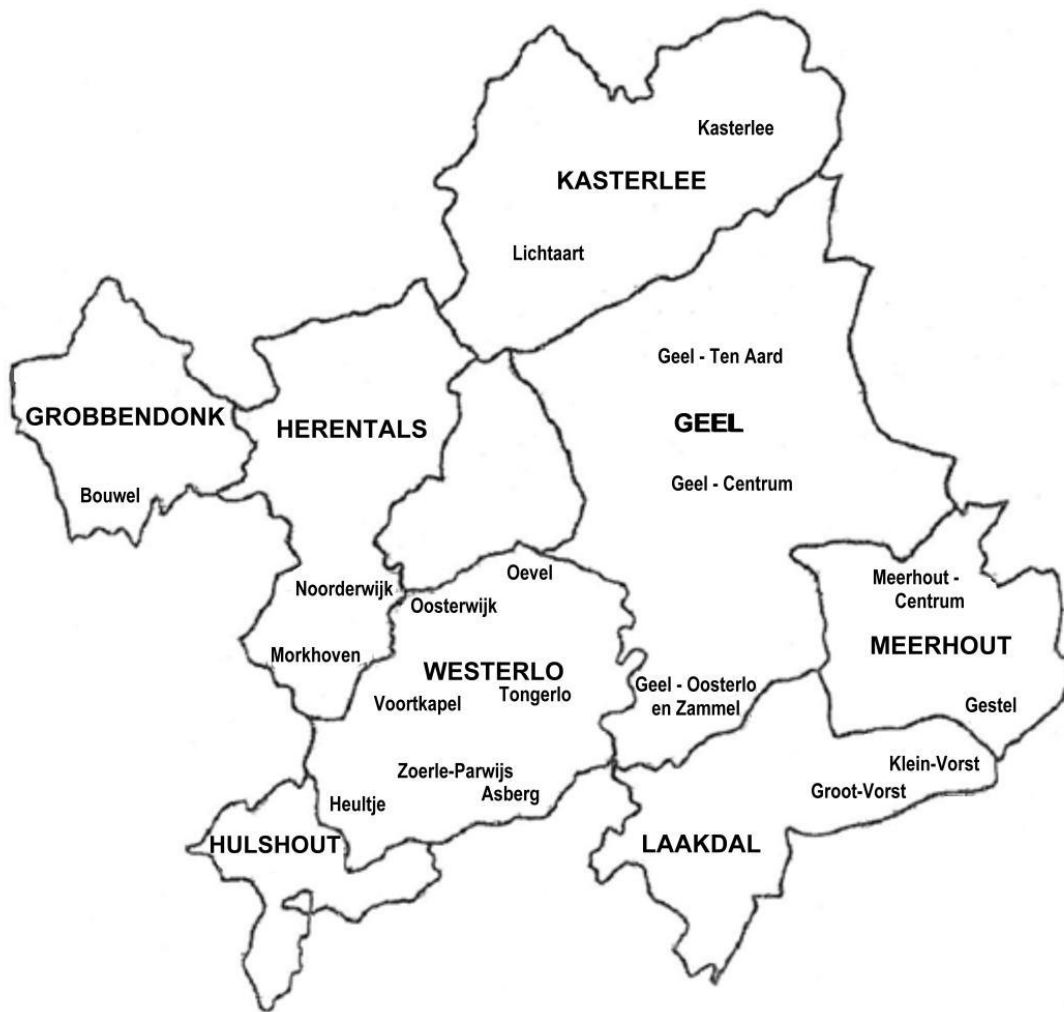 Kasterlee
KASTERLEE
Lichtaart
Geel - Ten Aard
GROBBENDONK
HERENTALS
GEEL
Bouwel
Geel - Centrum
Oevel
Noorderwijk
Oosterwijk
Meerhout -
Centrum
MEERHOUT
Morkhoven
WESTERLO
Tongerlo
Voortkapel
Geel - Oosterlo
en Zammel
Gestel
Klein-Vorst
Groot-Vorst
Zoerle-Parwijs
Asberg
Heultje
HULSHOUT
LAAKDAL